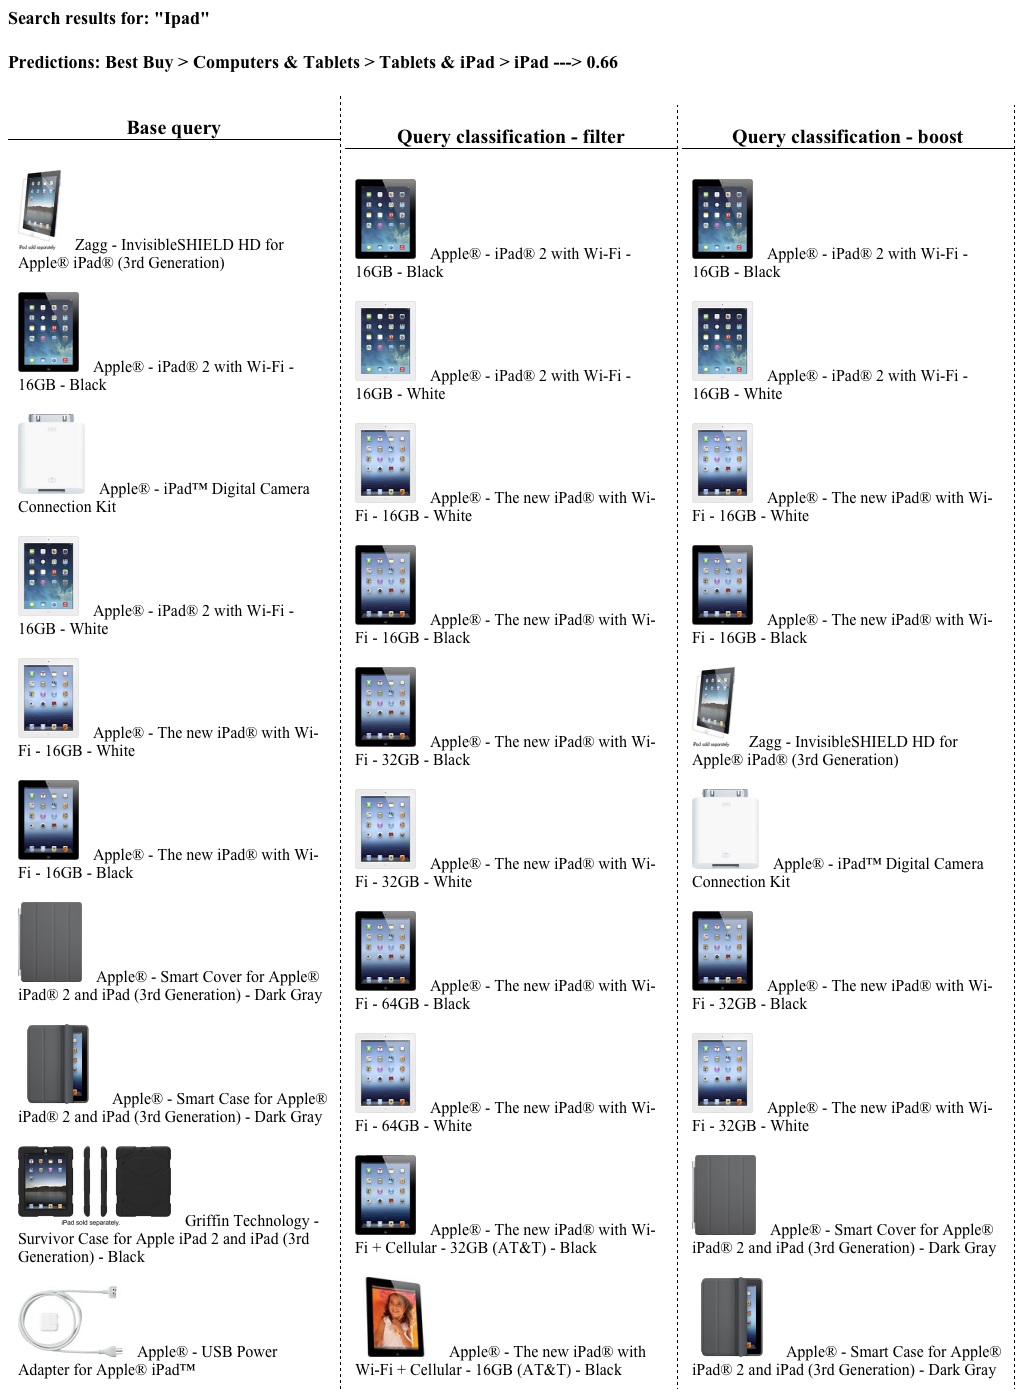 Search results for: "Ipad"
Predictions: Best Buy > Computers & Tablets > Tablets & iPad > iPad ---> 0.66
Base query
iPad sold separately
Zagg - InvisibleSHIELD HD for
Apple® iPad® (3rd Generation)
Apple® - iPad® 2 with Wi-Fi -
16GB - Black
Apple® - iPad™ Digital Camera
Connection Kit
Apple® - iPad® 2 with Wi-Fi -
16GB - White
Apple® - The new iPad® with Wi-
Fi - 16GB - White
Apple® - The new iPad® with Wi-
Fi - 16GB - Black
Apple® - Smart Cover for Apple®
iPad® 2 and iPad (3rd Generation) - Dark Gray
Apple® - Smart Case for Apple®
iPad® 2 and iPad (3rd Generation) - Dark Gray
iPad sold separately.
Griffin Technology -
Survivor Case for Apple iPad 2 and iPad (3rd
Generation) - Black
Apple® - USB Power
Adapter for Apple® iPad™
Query classification - filter
Apple® - iPad® 2 with Wi-Fi -
16GB - Black
Apple® - iPad® 2 with Wi-Fi -
16GB - White
Apple® - The new iPad® with Wi-
Fi - 16GB - White
Apple® - The new iPad® with Wi-
Fi - 16GB - Black
Apple® - The new iPad® with Wi-
Fi - 32GB - Black
Apple® - The new iPad® with Wi-
Fi - 32GB - White
Apple® - The new iPad® with Wi-
Fi - 64GB - Black
Apple® - The new iPad® with Wi-
Fi - 64GB - White
Apple® - The new iPad® with Wi-
Fi + Cellular - 32GB (AT&T) - Black
Apple® - The new iPad® with
Wi-Fi + Cellular - 16GB (AT&T) - Black
Query classification - boost
Apple® - iPad® 2 with Wi-Fi -
16GB - Black
Apple® - iPad® 2 with Wi-Fi -
16GB - White
Apple® - The new iPad® with Wi-
Fi - 16GB - White
Apple® - The new iPad® with Wi-
Fi - 16GB - Black
iPad sold separately
Zagg - InvisibleSHIELD HD for
Apple® iPad® (3rd Generation)
Apple® - iPad™ Digital Camera
Connection Kit
Apple® - The new iPad® with Wi-
Fi - 32GB - Black
Apple® - The new iPad® with Wi-
Fi - 32GB - White
Apple® - Smart Cover for Apple®
iPad® 2 and iPad (3rd Generation) - Dark Gray
Apple® - Smart Case for Apple®
iPad® 2 and iPad (3rd Generation) - Dark Gray